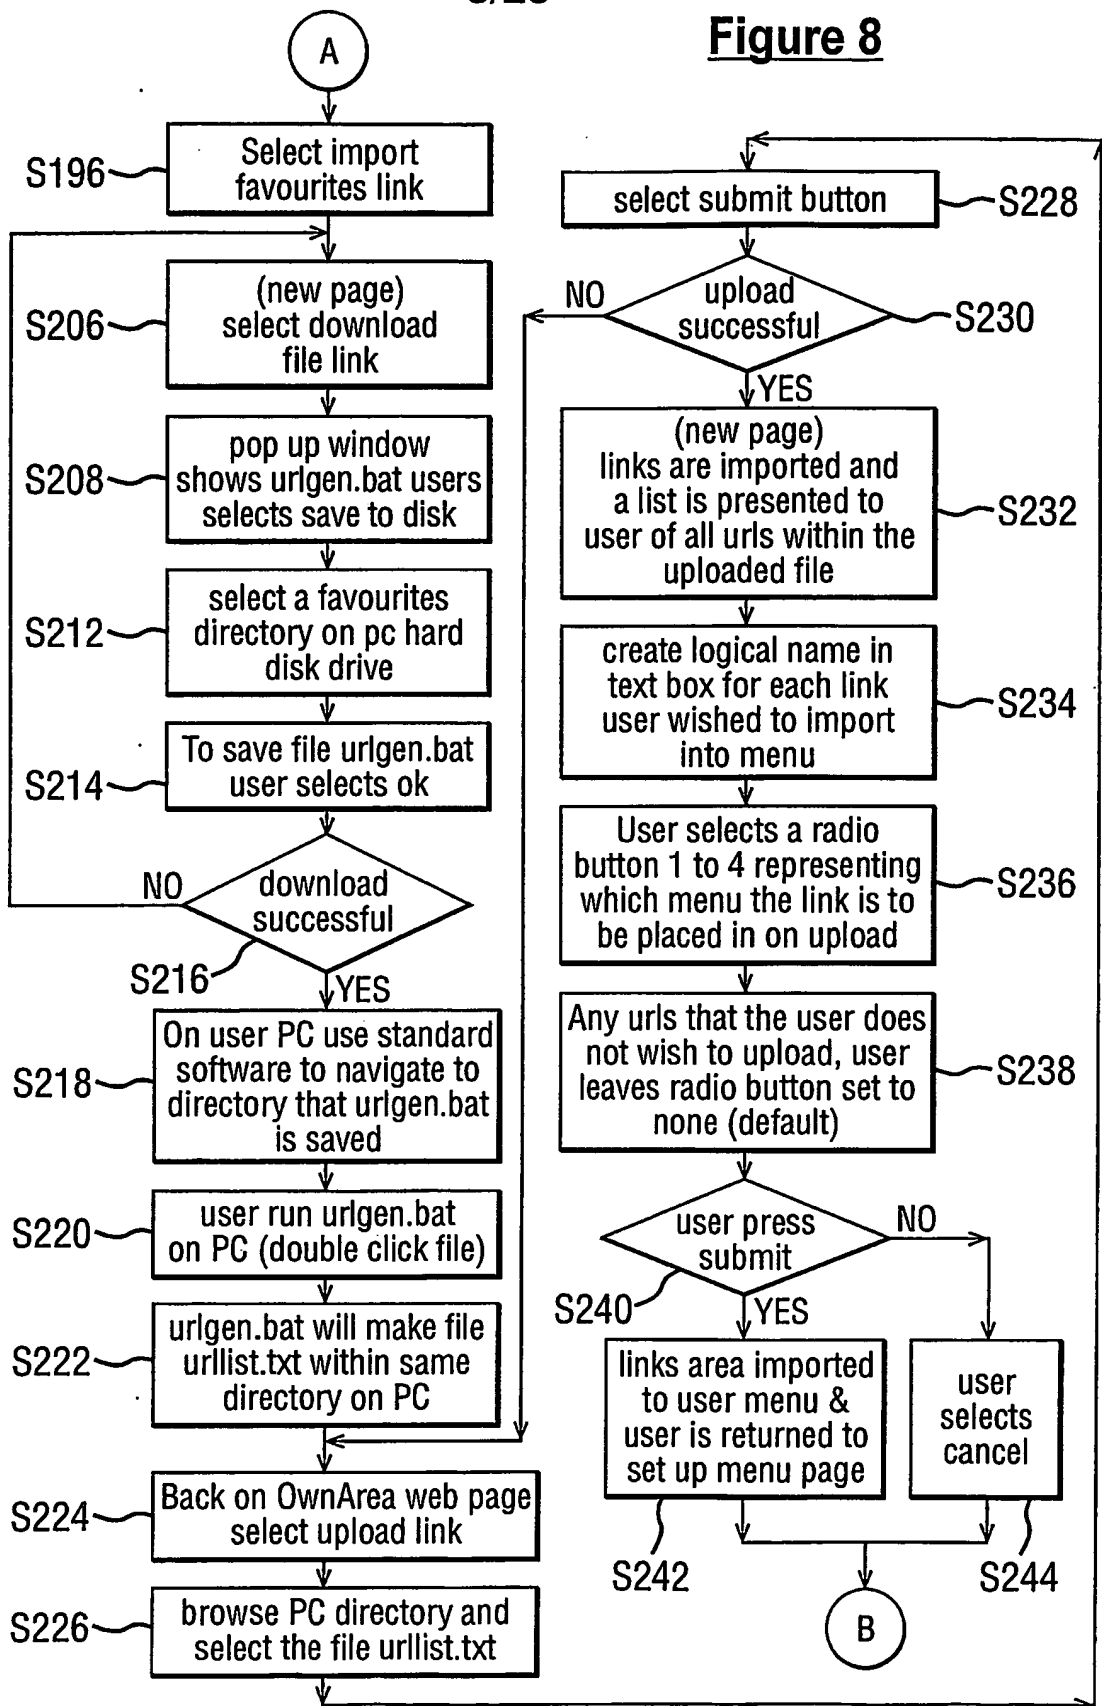 Figure 8
A
S196
Select import
favourites link
S206
(new page)
select download
file link
S208
pop up window
shows urlgen.bat users
selects save to disk
S212
select a favourites
directory on pc hard
disk drive
S214
To save file urlgen.bat
user selects ok
NO
download
successful
S216
YES
S218
On user PC use standard
software to navigate to
directory that urlgen.bat
is saved
S220
user run urlgen.bat
on PC (double click file)
S222
urlgen.bat will make file
urllist.txt within same
directory on PC
S224
Back on OwnArea web page
select upload link
S226
browse PC directory and
select the file urllist.txt
select submit button
S228
NO
upload
successful
S230
YES
(new page)
links are imported and
a list is presented to
user of all urls within the
uploaded file
S232
create logical name in
text box for each link
user wished to import
into menu
S234
User selects a radio
button 1 to 4 representing
which menu the link is to
be placed in on upload
S236
Any urls that the user does
not wish to upload, user
leaves radio button set to
none (default)
S238
user press
submit
NO
S240
YES
links area imported
to user menu &
user is returned to
set up menu page
user
selects
cancel
S242
S244
B